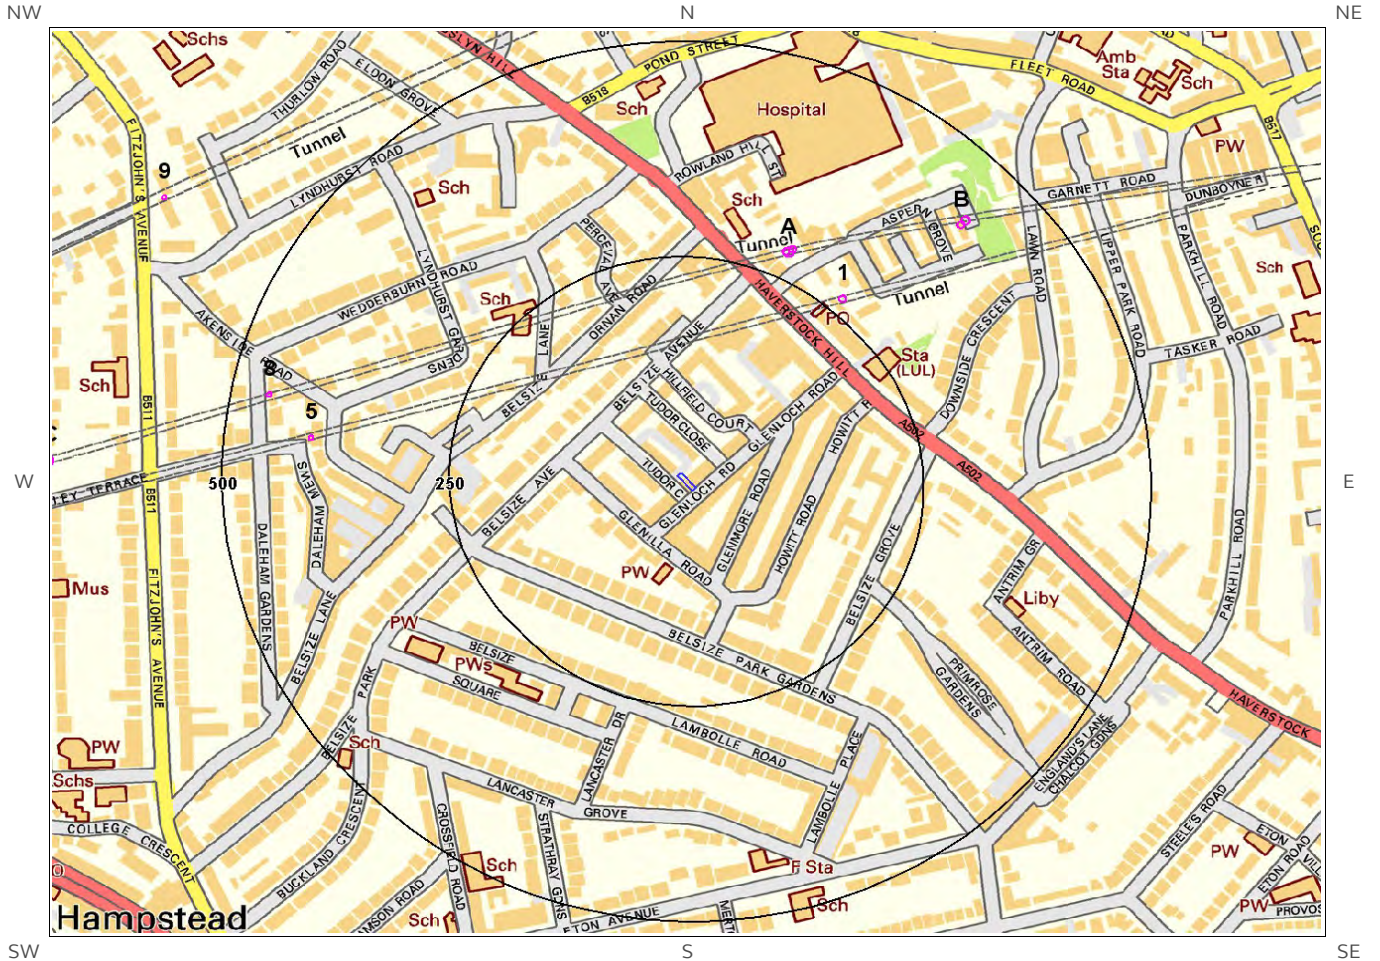 NW
N
NE
Schs
THURLOW ROAD
ELDON GROVE
B518
POND STREET
Sch
Hospital
FLEET ROAD
Amb
Sta
Sch
B517
PW
FITZJOHN'S AVENUE
9
Tunnel
LYNDHURST ROAD
Sch
ROWLAND HILL ST
Sch
A
Tunnel
ASPERN
GROVE
B
GARNETT ROAD
DUNBOYNE
LAWN ROAD
UPPER PARK ROAD
PARKHILL ROAD
Sch
1
Tunnel
PERCEVAL AVE
LYNDHURST GARDENS
WEDDERBURN ROAD
Sch
ORNAN ROAD
HAVERSTOCK HILL
PO
Sta
(LUL)
DOWNSIDE CRESCENT
TASKER ROAD
AKENSIDE ROAD
8
Sch
LANE
BELSIZE
BELSIZE AVENUE
HILLFIELD COURT
TUDOR CLOSE
GLENLOCH ROAD
HOWITT R
A502
A502
B511
5
W
500
250
TUDOR C
GLENLOCH RD
E
B511
LEY TERRACE
DALEHAM MEWS
BELSIZE AVE
GLENILLA ROAD
GLENMORE ROAD
HOWITT ROAD
DALEHAM GARDENS
BELSIZE GROVE
ANTRIM GR
PARKHILL ROAD
Mus
FITZJOHN'S AVENUE
BELSIZE LANE
PW
Liby
PW
BELSIZE
PWs
SQUARE
BELSIZE PARK GARDENS
ANTRIM ROAD
PRIMROSE
GARDENS
PARK
HAVERSTOCK
BELSIZE
LAMBOLLE ROAD
LANCASTER DR
PLACE
ENGLAND'S LANE
CHALCOT GDNS
PW
Sch
Schs
LANCASTER
GROVE
LAMBOLLE
STEELE'S ROAD
COLLEGE CRESCENT
BUCKLAND CRESCENT
CROSSFIELD ROAD
STRATHRAY GDNS
ETON
VILL
ETON ROAD
PW
Sch
F Sta
Hampstead
Sch
ETON AVENUE
Sch
PW
PROVOS
SW
S
SE